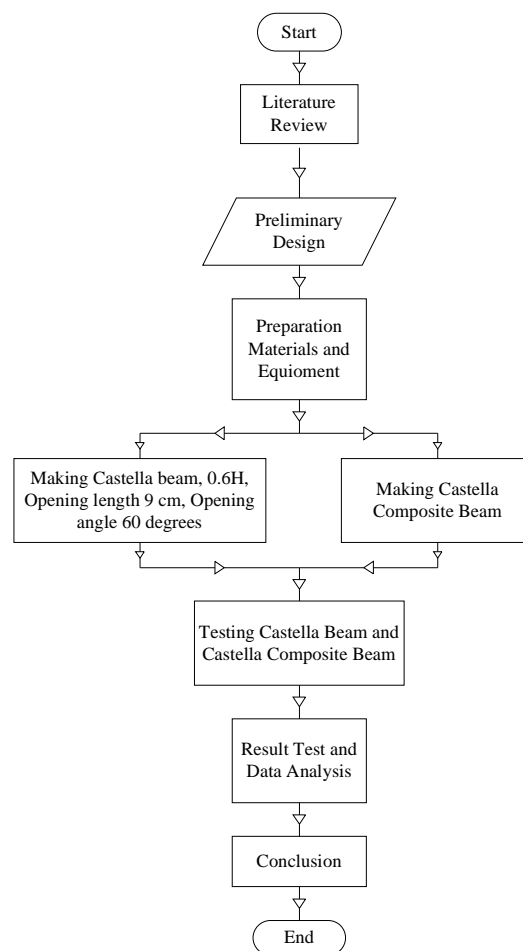 Start
Literature
Review
Preliminary
Design
Preparation
Materials and
Equioment
Making Castella beam, 0.6H,
Opening length 9 cm, Opening
angle 60 degrees
Making Castella
Composite Beam
Testing Castella Beam and
Castella Composite Beam
Result Test and
Data Analysis
Conclusion
End